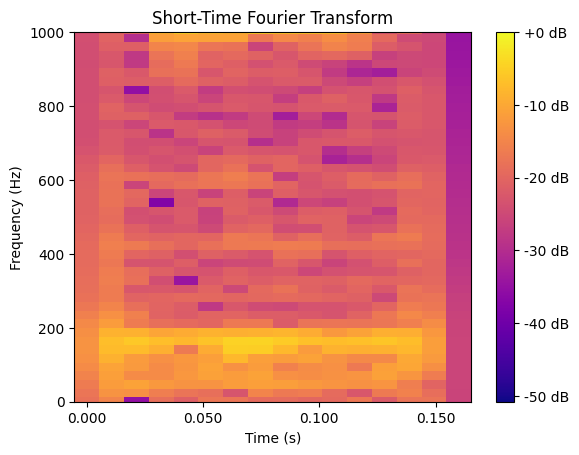 Short-Time Fourier Transform
Frequency (Hz)
1000
800
600
400
200
0
0.000
0.050
0.100
0.150
Time (s)
+0 dB
-10 dB
-20 dB
-30 dB
-40 dB
-50 dB